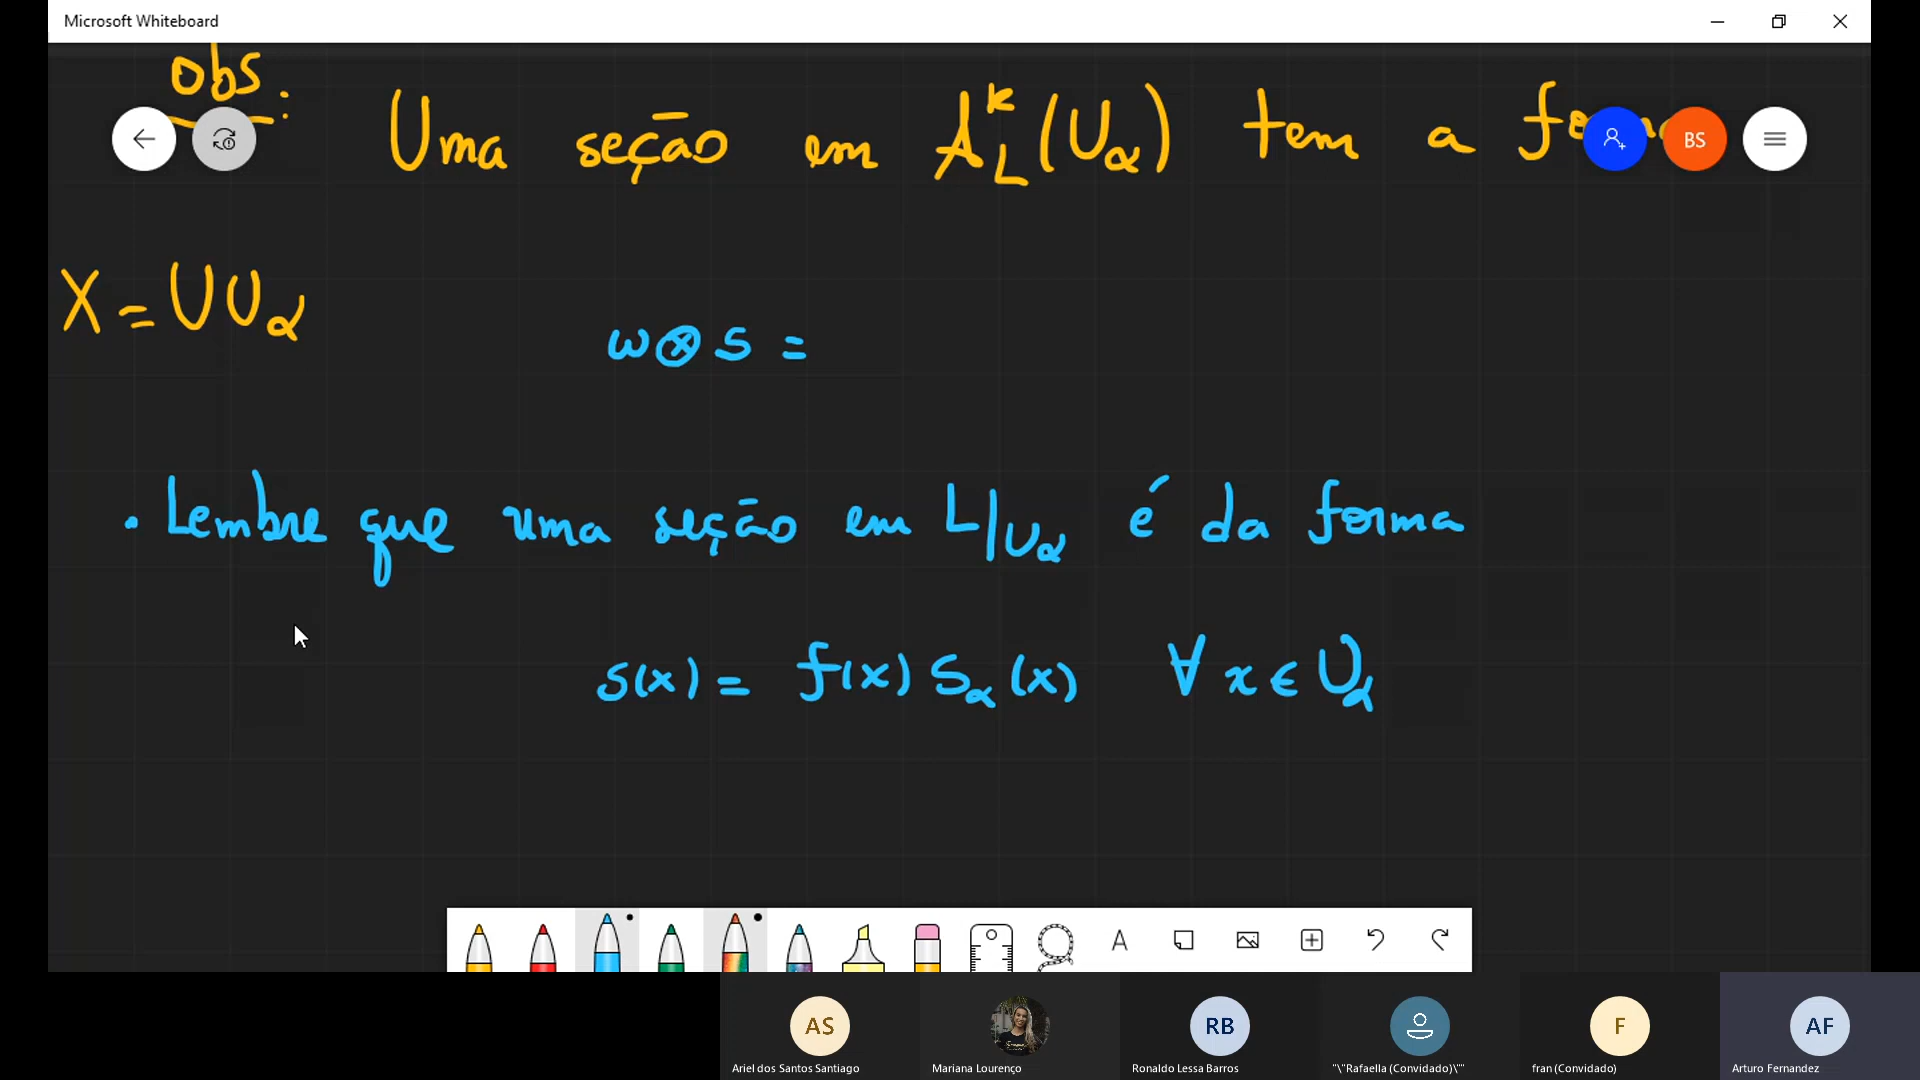 Microsoft Whiteboard
obs:
Uma seção em A^k_L(U_α) tem a forma
BS
X = ∪U_α
ω⊗s =
. Lembre que uma seção em L|_{U_α} é da forma
s(x) = f(x) S_α(x) ∀ x ∈ U_α
A
AS
RB
F
AF
Ariel dos Santos Santiago
Mariana Lourenço
Ronaldo Lessa Barros
"\"Rafaella (Convidado)\""
fran (Convidado)
Arturo Fernandez